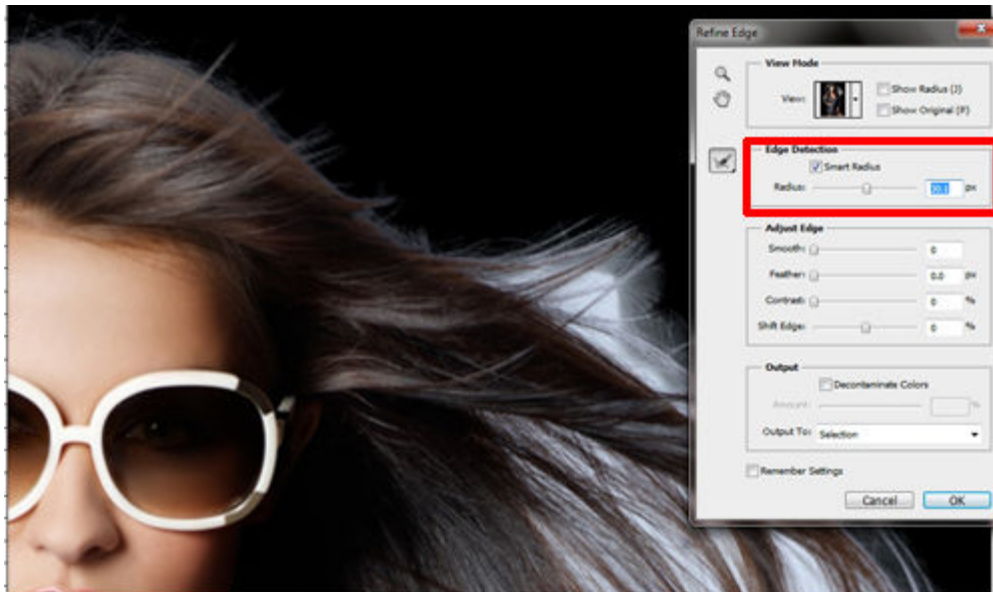 Refine Edge
View Mode
View:
Show Radius (J)
Show Original (P)
Edge Detection
Smart Radius
Radius: px
Adjust Edge
Smooth: 0
Feather: 0.0 px
Contrast: 0 %
Shift Edge: 0 %
Output
Decontaminate Colors
Amount: %
Output To: Selection
Remember Settings
Cancel OK